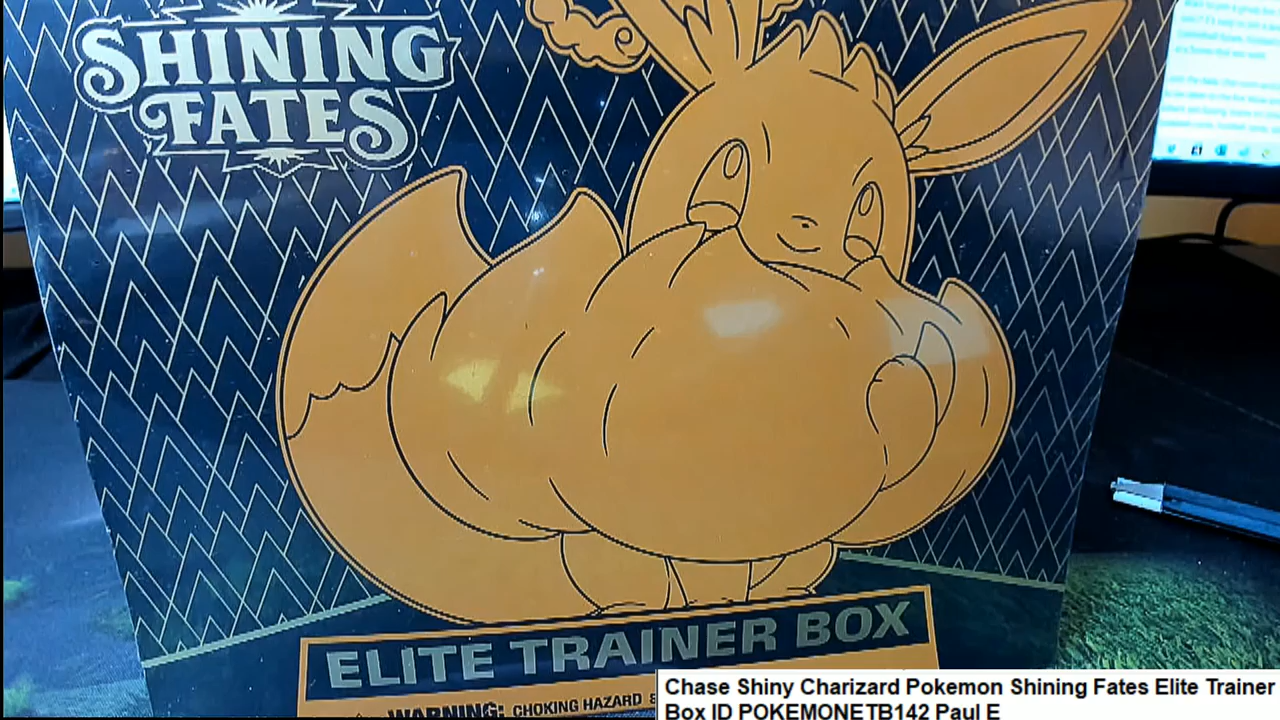 SHINING
FATES
ELITE TRAINER BOX
WARNING: CHOKING HAZARD
Chase Shiny Charizard Pokemon Shining Fates Elite Trainer
Box ID POKEMONETB142 Paul E